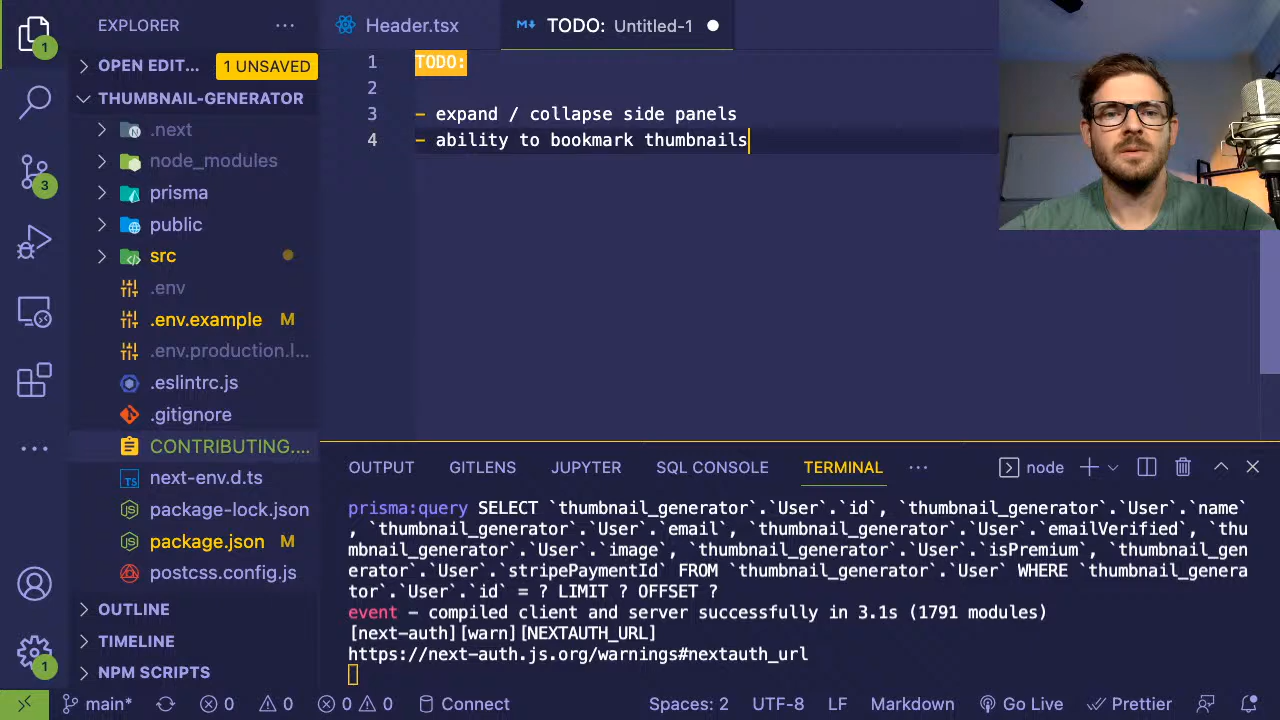 EXPLORER
1
OPEN EDIT...
1 UNSAVED
THUMBNAIL-GENERATOR
.next
node_modules
prisma
public
src
.env
.env.example M
.env.production.l...
.eslintrc.js
.gitignore
CONTRIBUTING....
next-env.d.ts
package-lock.json
package.json M
postcss.config.js
OUTLINE
TIMELINE
NPM SCRIPTS
3
1
Header.tsx
TODO: Untitled-1
1 TODO:
2
3 - expand / collapse side panels
4 - ability to bookmark thumbnails
OUTPUT GITLENS JUPYTER SQL CONSOLE TERMINAL ... node
prisma:query SELECT `thumbnail_generator`.`User`.`id`, `thumbnail_generator`.`User`.`name`
, `thumbnail_generator`.`User`.`email`, `thumbnail_generator`.`User`.`emailVerified`, `thu
mbnail_generator`.`User`.`image`, `thumbnail_generator`.`User`.`isPremium`, `thumbnail_gen
erator`.`User`.`stripePaymentId` FROM `thumbnail_generator`.`User` WHERE `thumbnail_genera
tor`.`User`.`id` = ? LIMIT ? OFFSET ?
event - compiled client and server successfully in 3.1s (1791 modules)
[next-auth][warn][NEXTAUTH_URL]
https://next-auth.js.org/warnings#nextauth_url
main* 0 0 0 0 Connect Spaces: 2 UTF-8 LF Markdown Go Live Prettier